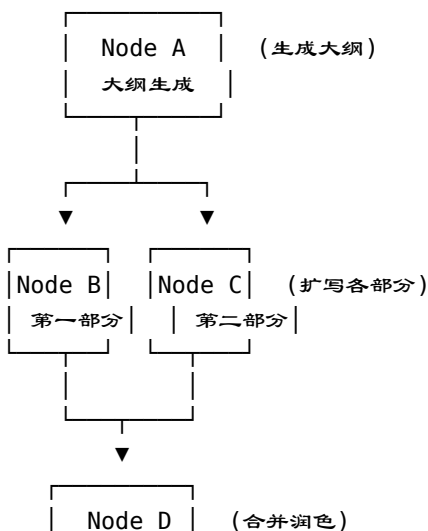 Node A (生成大纲)
大纲生成
Node B Node C (扩写各部分)
第一部分 第二部分
Node D (合并润色)